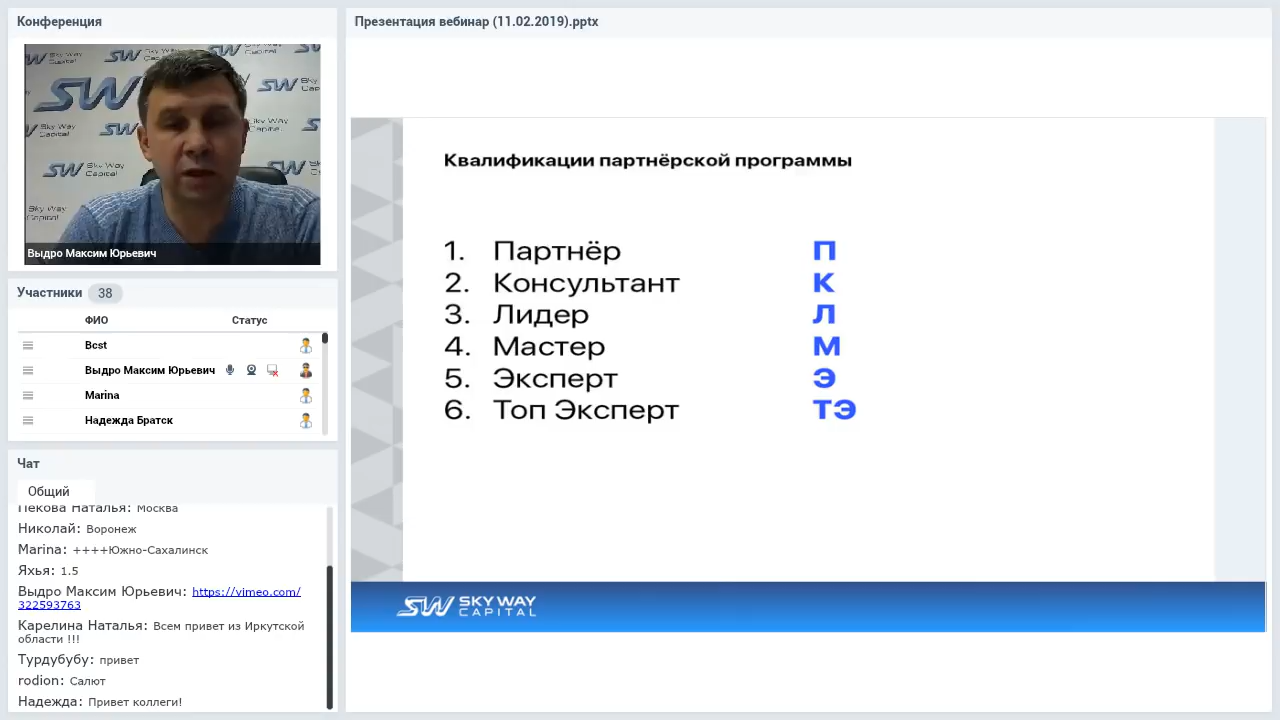 Конференция
SW
Sky Way
Capital
Выдро Максим Юрьевич
Участники 38
ФИО Статус
Bcst
Выдро Максим Юрьевич
Marina
Надежда Братск
Чат
Общий
Пекова Наталья: Москва
Николай: Воронеж
Marina: ++++Южно-Сахалинск
Яхья: 1.5
Выдро Максим Юрьевич: https://vimeo.com/
322593763
Карелина Наталья: Всем привет из Иркутской
области !!!
Турдубубу: привет
rodion: Салют
Надежда: Привет коллеги!
Презентация вебинар (11.02.2019).pptx
Квалификации партнёрской программы
1. Партнёр П
2. Консультант К
3. Лидер Л
4. Мастер М
5. Эксперт Э
6. Топ Эксперт ТЭ
SW SKY WAY
CAPITAL